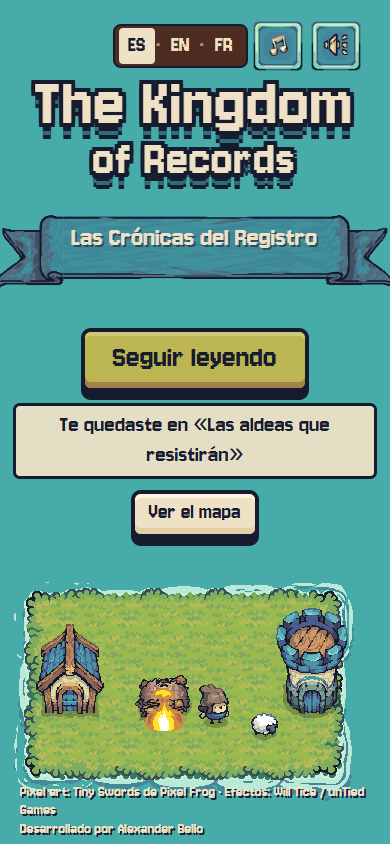 ES · EN · FR
The Kingdom
of Records
Las Crónicas del Registro
Seguir leyendo
Te quedaste en «Las aldeas que
resistirán»
Ver el mapa
Pixel art: Tiny Swords de Pixel Frog · Efectos: Will Tice / unTied
Games
Desarrollado por Alexander Bello